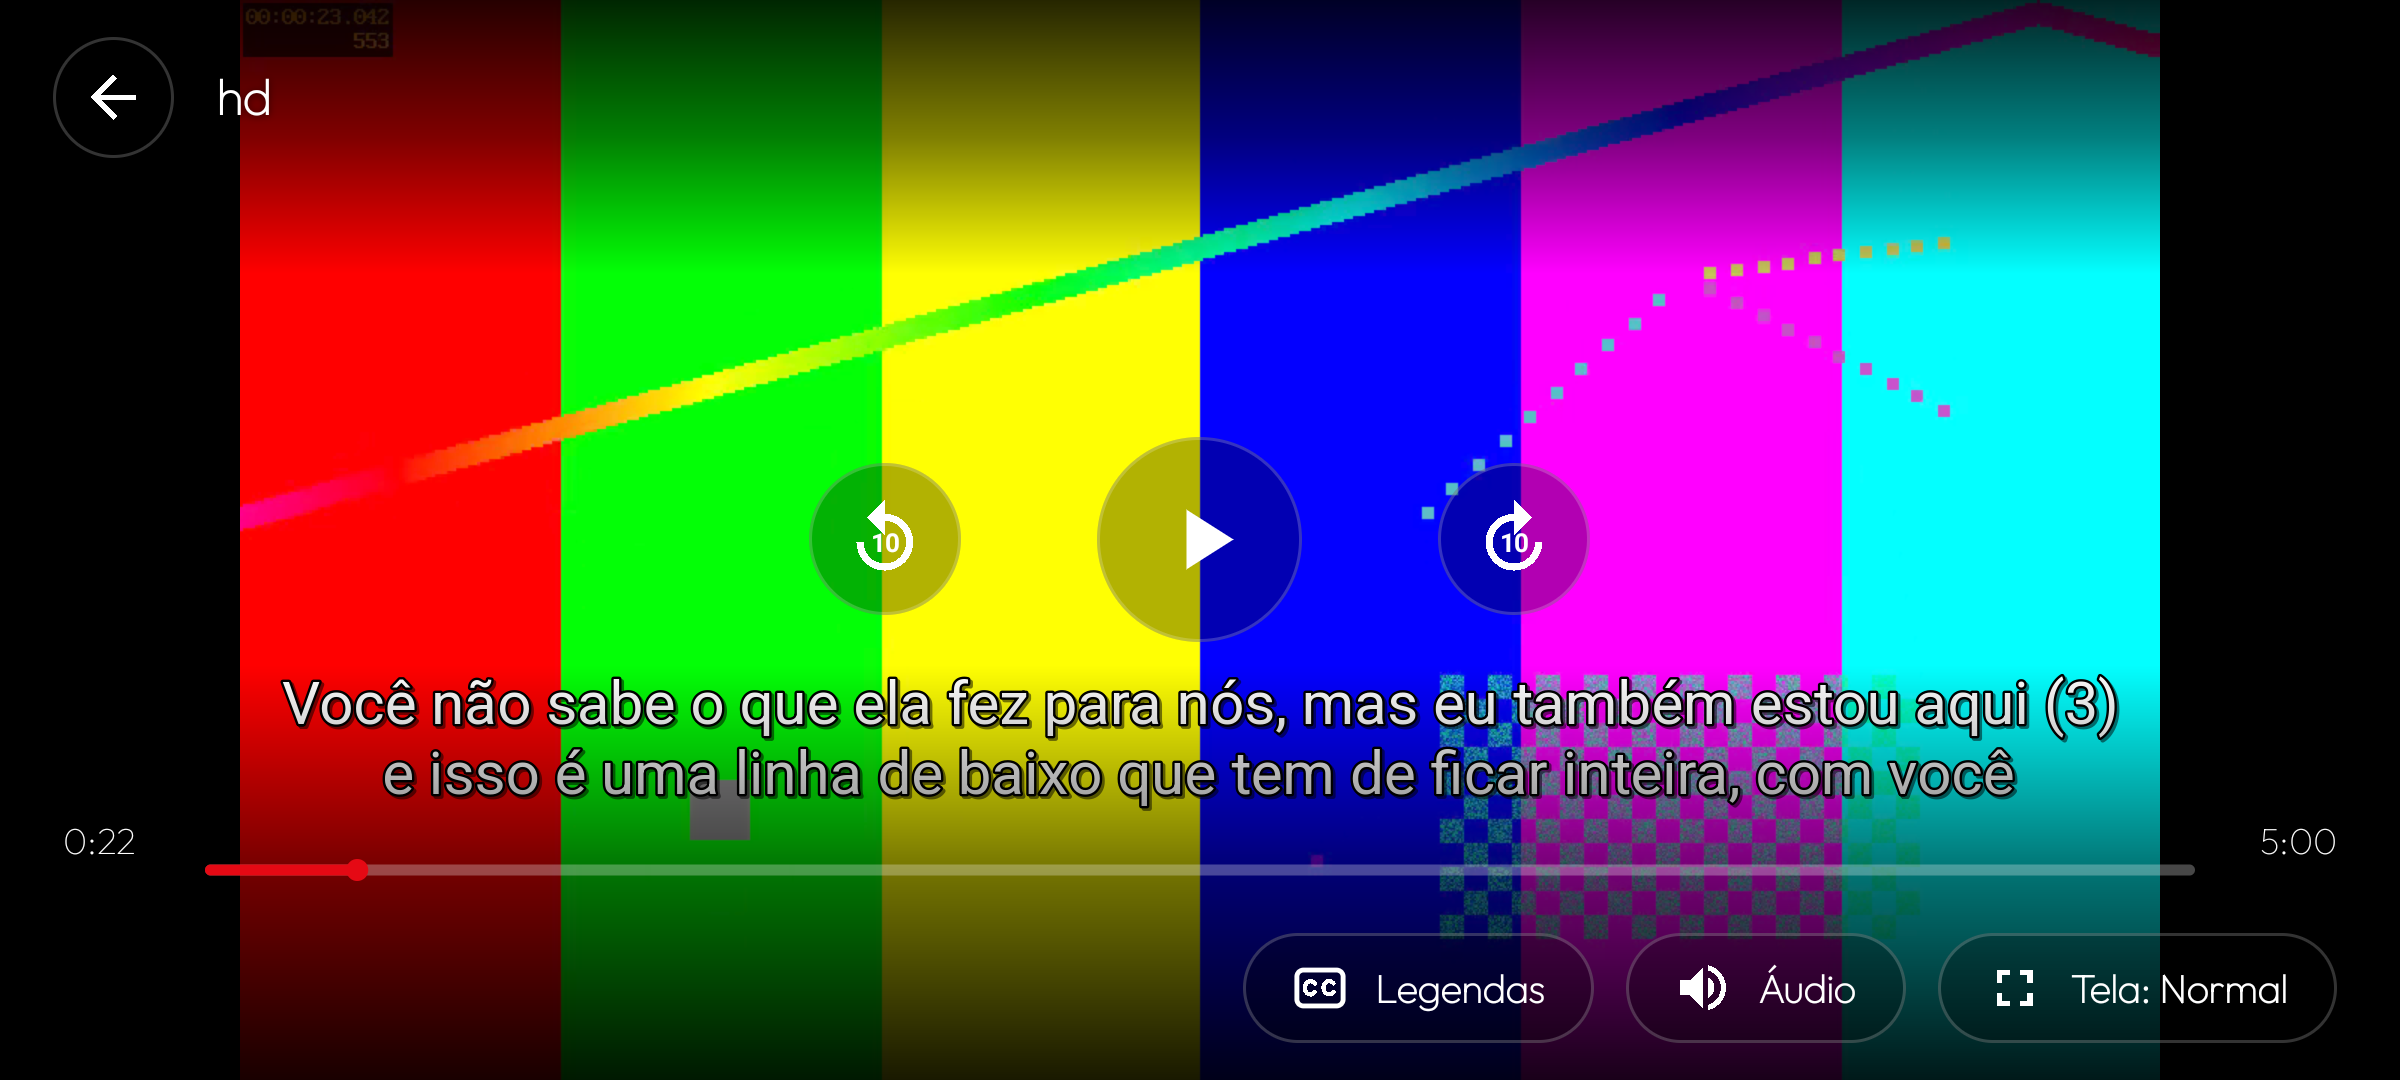 00:00:23.042
553
hd
10
10
Você não sabe o que ela fez para nós, mas eu também estou aqui (3)
e isso é uma linha de baixo que tem de ficar inteira, com você
0:22
5:00
CC Legendas
Áudio
Tela: Normal